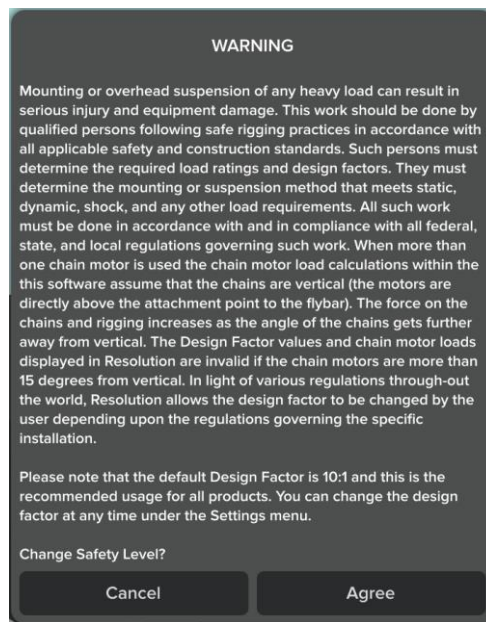 WARNING
Mounting or overhead suspension of any heavy load can result in
serious injury and equipment damage. This work should be done by
qualified persons following safe rigging practices in accordance with
all applicable safety and construction standards. Such persons must
determine the required load ratings and design factors. They must
determine the mounting or suspension method that meets static,
dynamic, shock, and any other load requirements. All such work
must be done in accordance with and in compliance with all federal,
state, and local regulations governing such work. When more than
one chain motor is used the chain motor load calculations within the
this software assume that the chains are vertical (the motors are
directly above the attachment point to the flybar). The force on the
chains and rigging increases as the angle of the chains gets further
away from vertical. The Design Factor values and chain motor loads
displayed in Resolution are invalid if the chain motors are more than
15 degrees from vertical. In light of various regulations through-out
the world, Resolution allows the design factor to be changed by the
user depending upon the regulations governing the specific
installation.
Please note that the default Design Factor is 10:1 and this is the
recommended usage for all products. You can change the design
factor at any time under the Settings menu.
Change Safety Level?
Cancel Agree